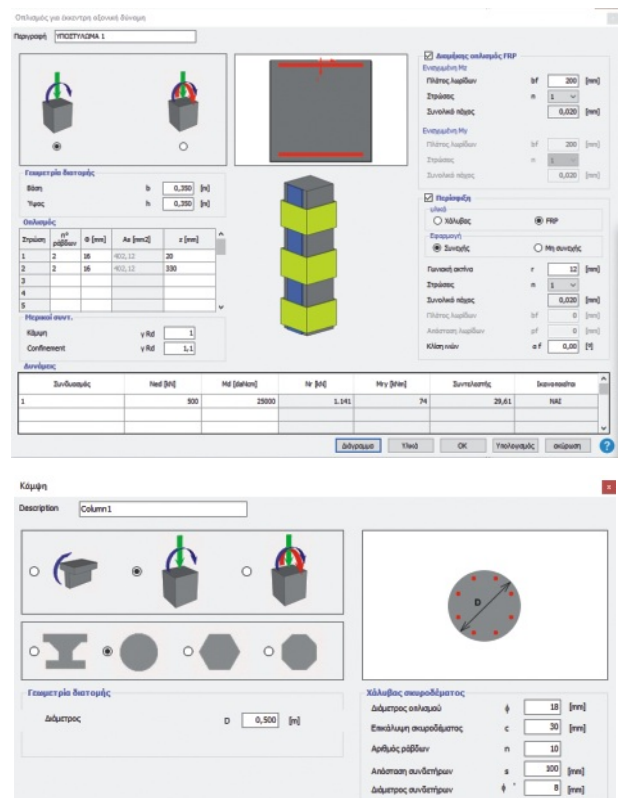 Οπλισμός για έκκεντρη αξονική δύναμη
Περιγραφή ΥΠΟΣΤΥΛΩΜΑ 1
Γεωμετρία διατομής
Βάση b 0,350 [m]
Ύψος h 0,350 [m]
Οπλισμός
Στρώση nº ράβδων Φ [mm] As [mm2] z [mm]
1 2 16 402,12 20
2 2 16 402,12 330
3
4
5
Μερικοί συντ.
Κάμψη γ Rd 1
Confinement γ Rd 1,1
Διαμήκης οπλισμός FRP
Ενισχυμένη Mz
Πλάτος λωρίδων bf 200 [mm]
Στρώσεις n 1
Συνολικό πάχος 0,020 [mm]
Ενισχυμένη My
Πλάτος λωρίδων bf 200 [mm]
Στρώσεις n 1
Συνολικό πάχος 0,020 [mm]
Περίσφιξη
υλικό
Χάλυβας FRP
Εφαρμογή
Συνεχής Μη συνεχής
Γωνιακή ακτίνα r 12 [mm]
Στρώσεις n 1
Συνολικό πάχος 0,020 [mm]
Πλάτος λωρίδων bf 0 [mm]
Απόσταση λωρίδων pf 0 [mm]
Κλίση ινών α f 0,00 [º]
Δυνάμεις
Συνδυασμός Ned [kN] Md [daNcm] Nr [kN] Mry [kNm] Συντελεστής Ικανοποιείται
1 500 25000 1.141 74 29,61 ΝΑΙ
Διάγραμμα Υλικά OK Υπολογισμός ακύρωση ?
Κάμψη x
Description Column1
D
Γεωμετρία διατομής
Διάμετρος D 0,500 [m]
Χάλυβας σκυροδέματος
Διάμετρος οπλισμού ϕ 18 [mm]
Επικάλυψη σκυροδέματος c 30 [mm]
Αριθμός ράβδων n 10
Απόσταση συνδετήρων s 100 [mm]
Διάμετρος συνδετήρων ϕ ' 8 [mm]